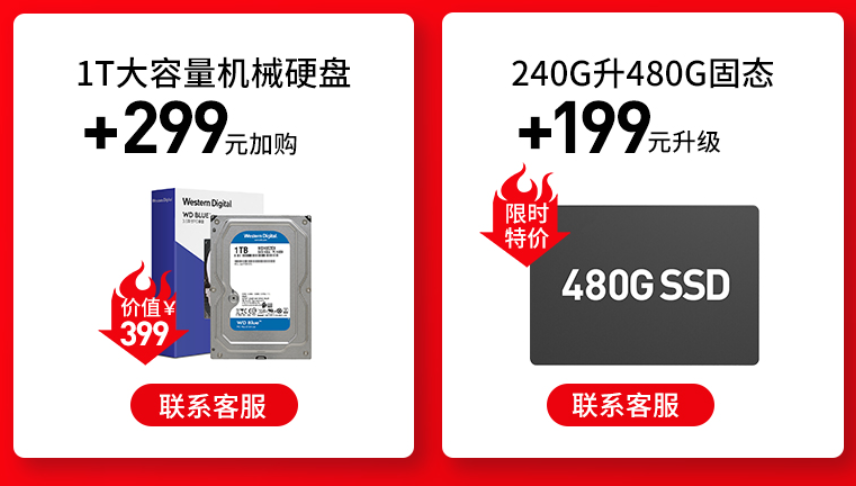 1T大容量机械硬盘
+299元加购
Western Digital
WD BLUE
Western Digital
1TB
WD Blue
价值¥
399
联系客服
240G升480G固态
+199元升级
限时
特价
480G SSD
联系客服